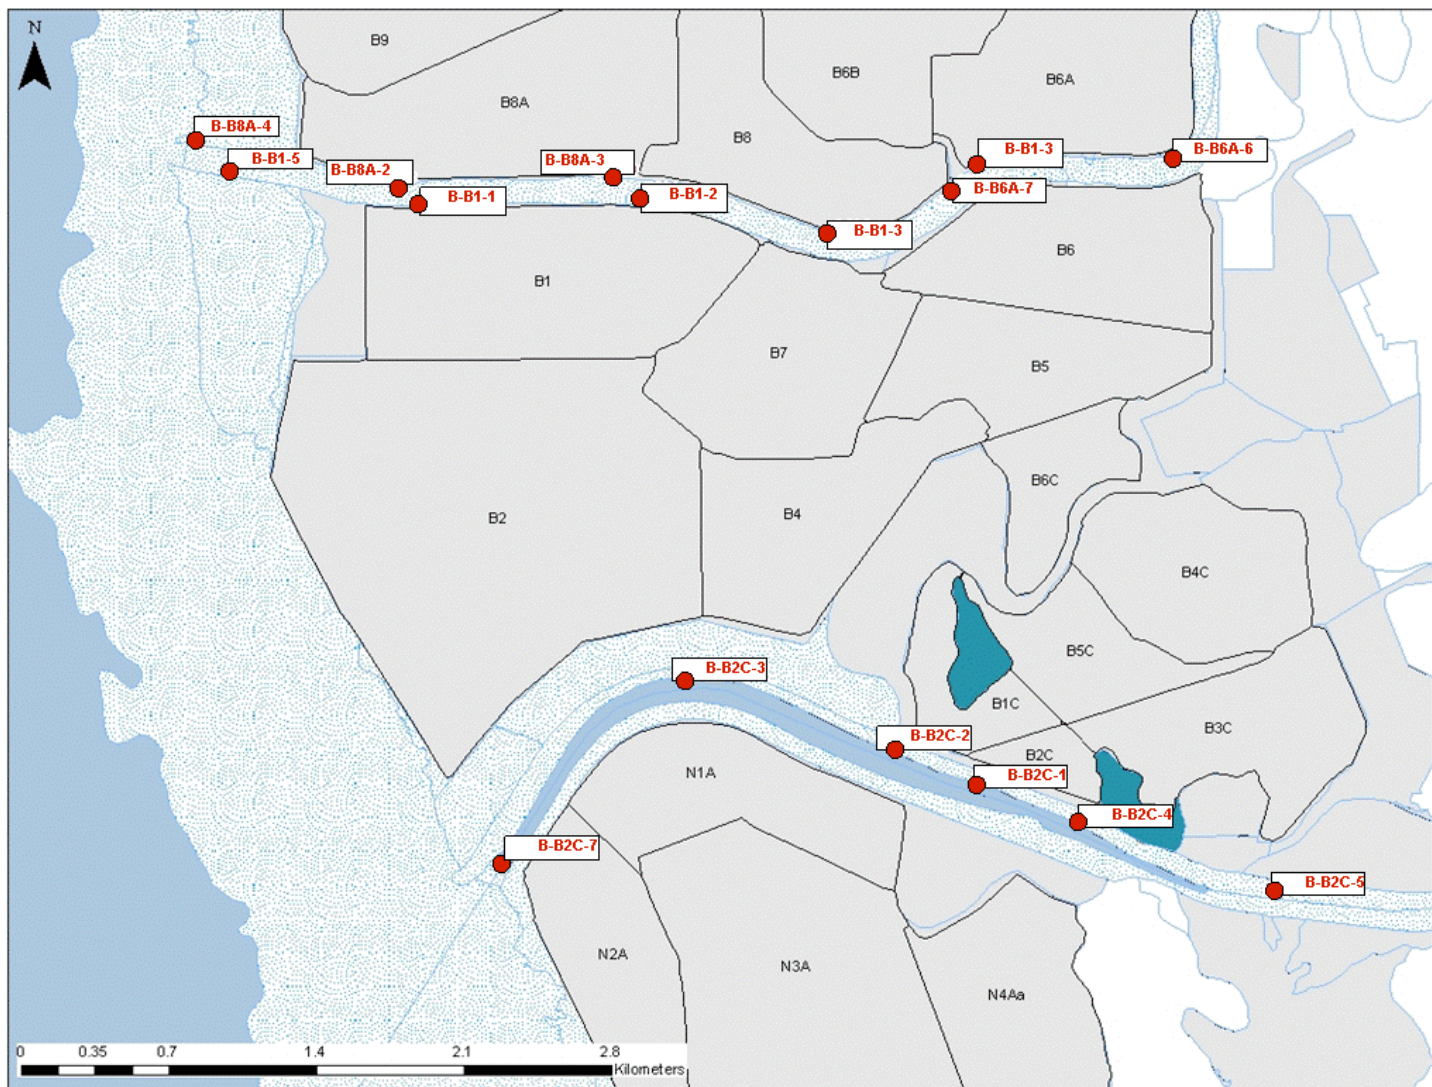 N
B9
B8A
B8
B6B
B6A
B-B8A-4
B-B1-5
B-B8A-2
B-B8A-3
B-B1-1
B-B1-2
B-B1-3
B-B6A-6
B-B6A-7
B-B1-3
B1
B6
B7
B5
B2
B4
B6C
B4C
B5C
B1C
B3C
B2C
B-B2C-3
B-B2C-2
B-B2C-1
B-B2C-4
B-B2C-7
B-B2C-5
N1A
N2A
N3A
N4Aa
0 0.35 0.7 1.4 2.1 2.8
Kilometers